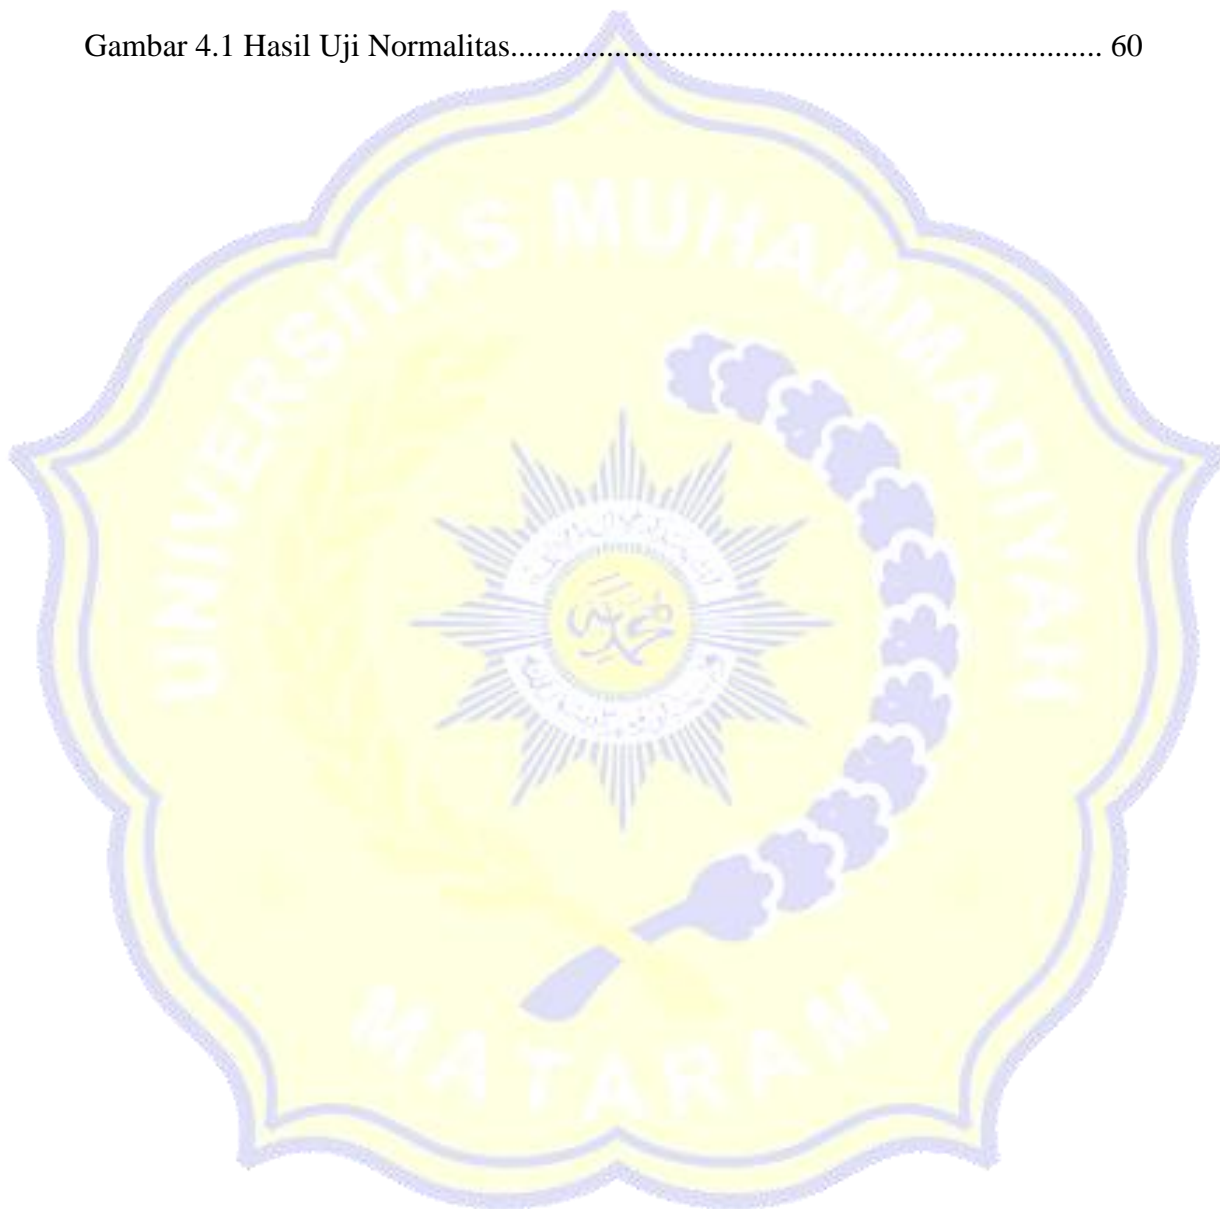 Gambar 4.1 Hasil Uji Normalitas.......................................................................... 60
UNIVERSITAS MUHAMMADIYAH
MATARAM